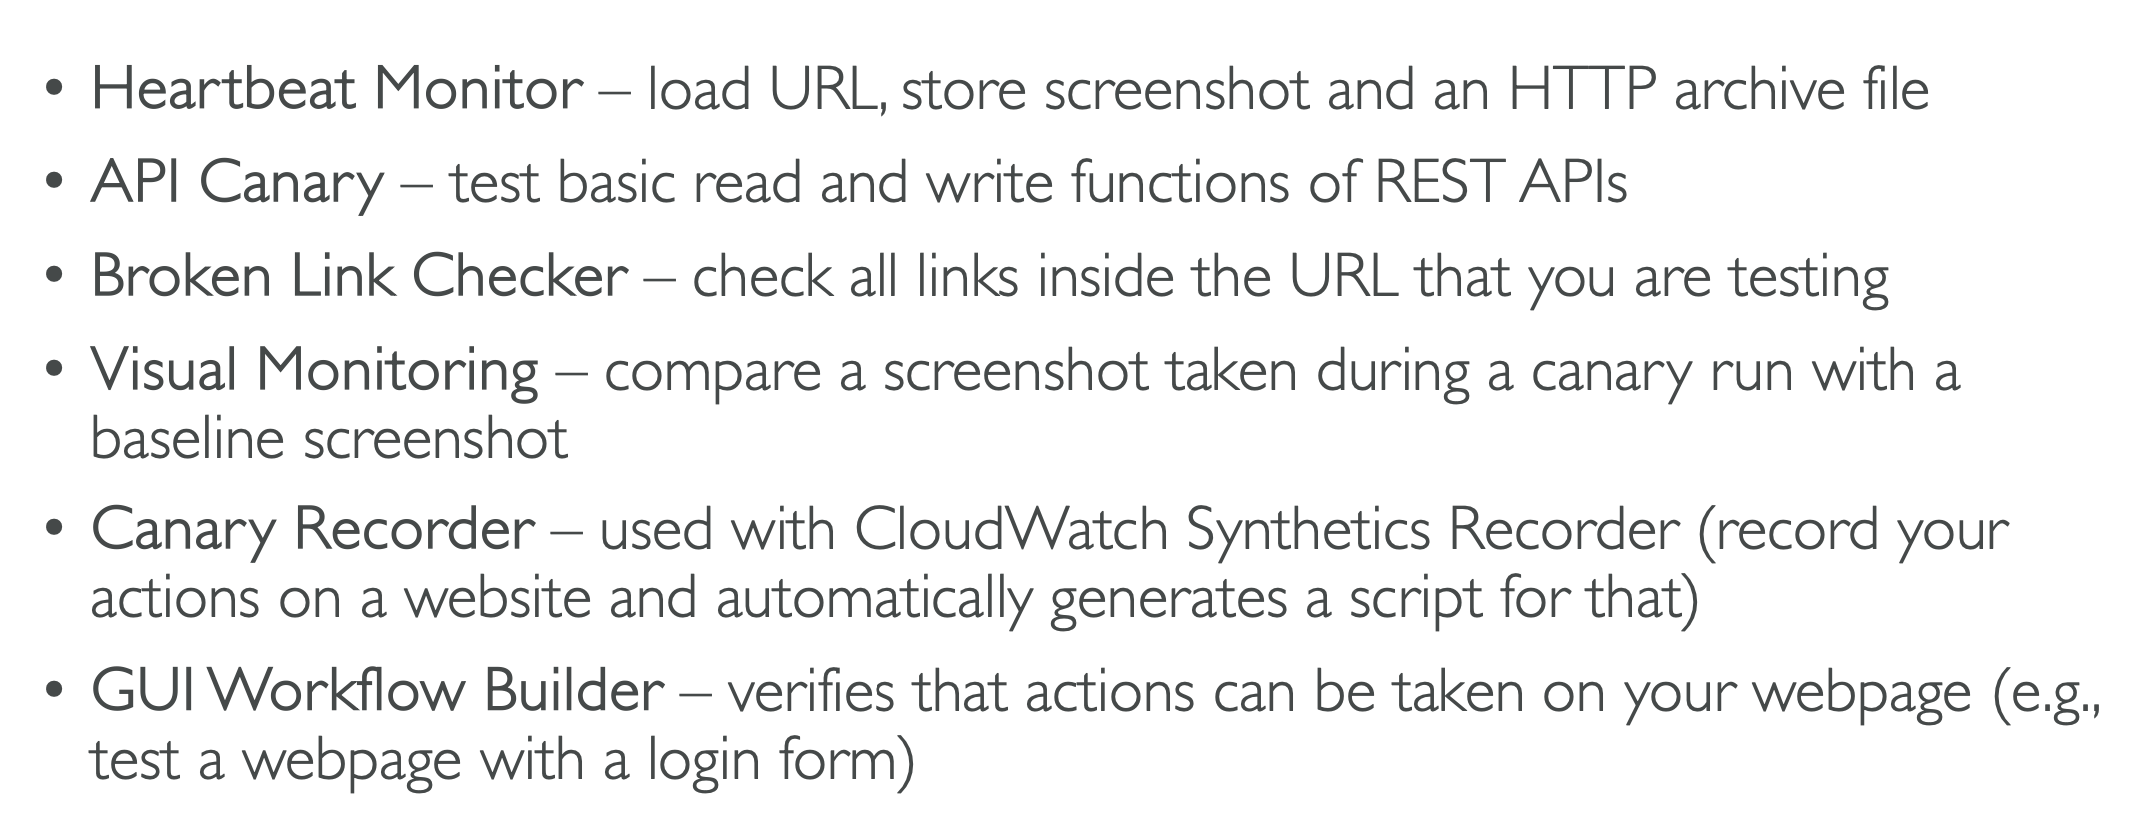 • Heartbeat Monitor – load URL, store screenshot and an HTTP archive file
• API Canary – test basic read and write functions of REST APIs
• Broken Link Checker – check all links inside the URL that you are testing
• Visual Monitoring – compare a screenshot taken during a canary run with a
baseline screenshot
• Canary Recorder – used with CloudWatch Synthetics Recorder (record your
actions on a website and automatically generates a script for that)
• GUI Workflow Builder – verifies that actions can be taken on your webpage (e.g.,
test a webpage with a login form)